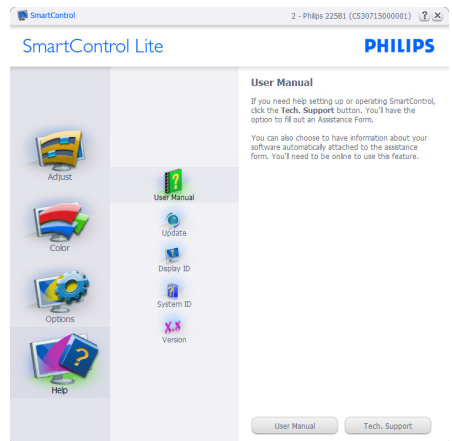 SmartControl
2 - Philips 225B1 (CS30715000001)
? X
SmartControl Lite
PHILIPS
Adjust
Color
Options
Help
User Manual
Update
Display ID
System ID
X.X
Version
User Manual
If you need help setting up or operating SmartControl,
click the Tech. Support button. You'll have the
option to fill out an Assistance Form.
You can also choose to have information about your
software automatically attached to the assistance
form. You'll need to be online to use this feature.
User Manual
Tech. Support